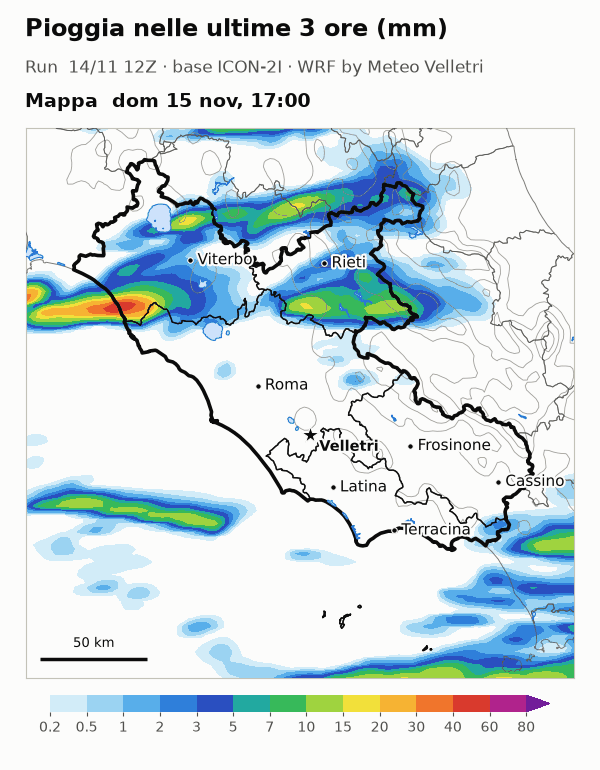 Pioggia nelle ultime 3 ore (mm)
Run  14/11 12Z · base ICON-2I · WRF by Meteo Velletri
Mappa  dom 15 nov, 17:00
Viterbo
Rieti
Roma
Velletri
Frosinone
Cassino
Latina
Terracina
50 km
0.2 0.5 1 2 3 5 7 10 15 20 30 40 60 80